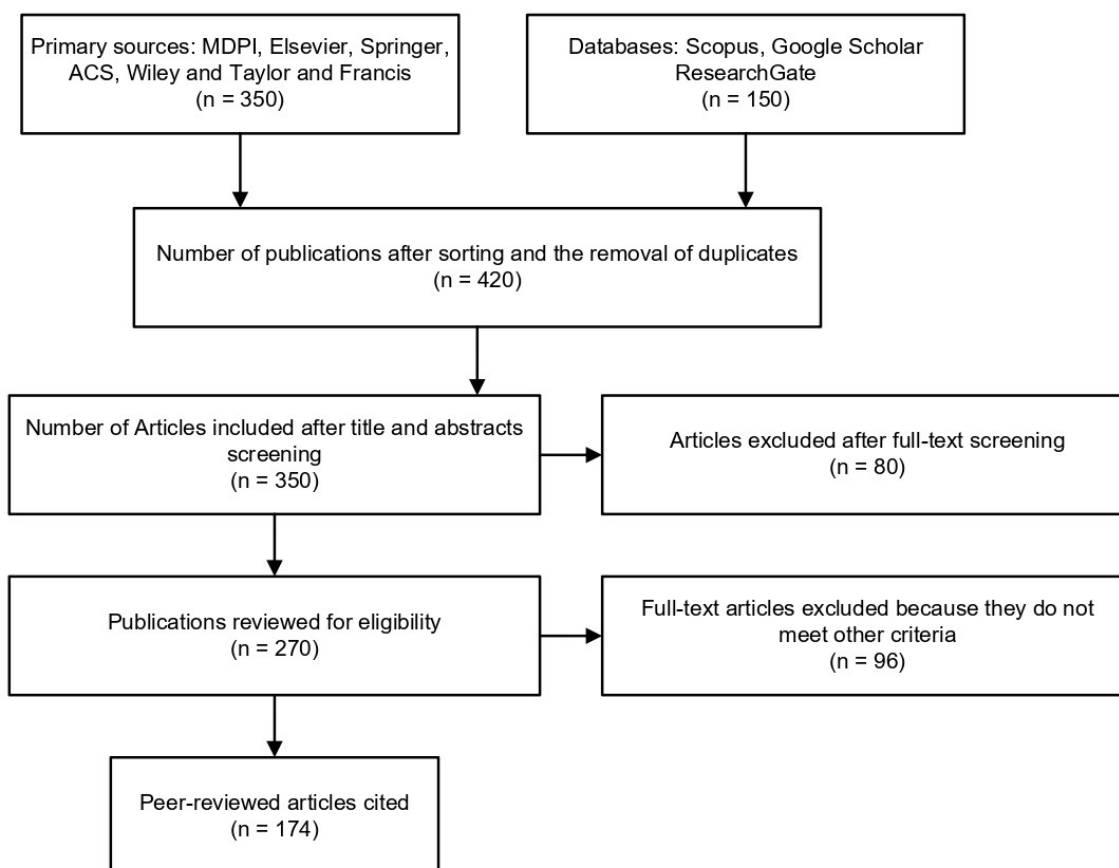 Primary sources: MDPI, Elsevier, Springer,
ACS, Wiley and Taylor and Francis
(n = 350)
Databases: Scopus, Google Scholar
ResearchGate
(n = 150)
Number of publications after sorting and the removal of duplicates
(n = 420)
Number of Articles included after title and abstracts
screening
(n = 350)
Articles excluded after full-text screening
(n = 80)
Publications reviewed for eligibility
(n = 270)
Full-text articles excluded because they do not
meet other criteria
(n = 96)
Peer-reviewed articles cited
(n = 174)